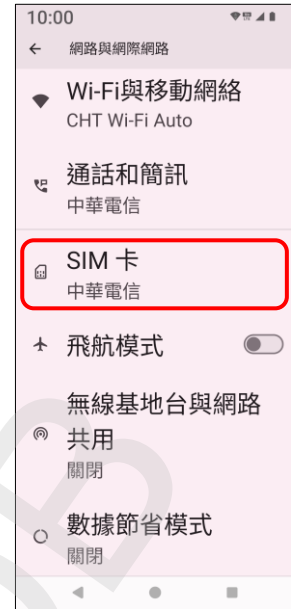 10:00
網路與網際網路
Wi-Fi與移動網絡
CHT Wi-Fi Auto
通話和簡訊
中華電信
SIM 卡
中華電信
飛航模式
無線基地台與網路
共用
關閉
數據節省模式
關閉